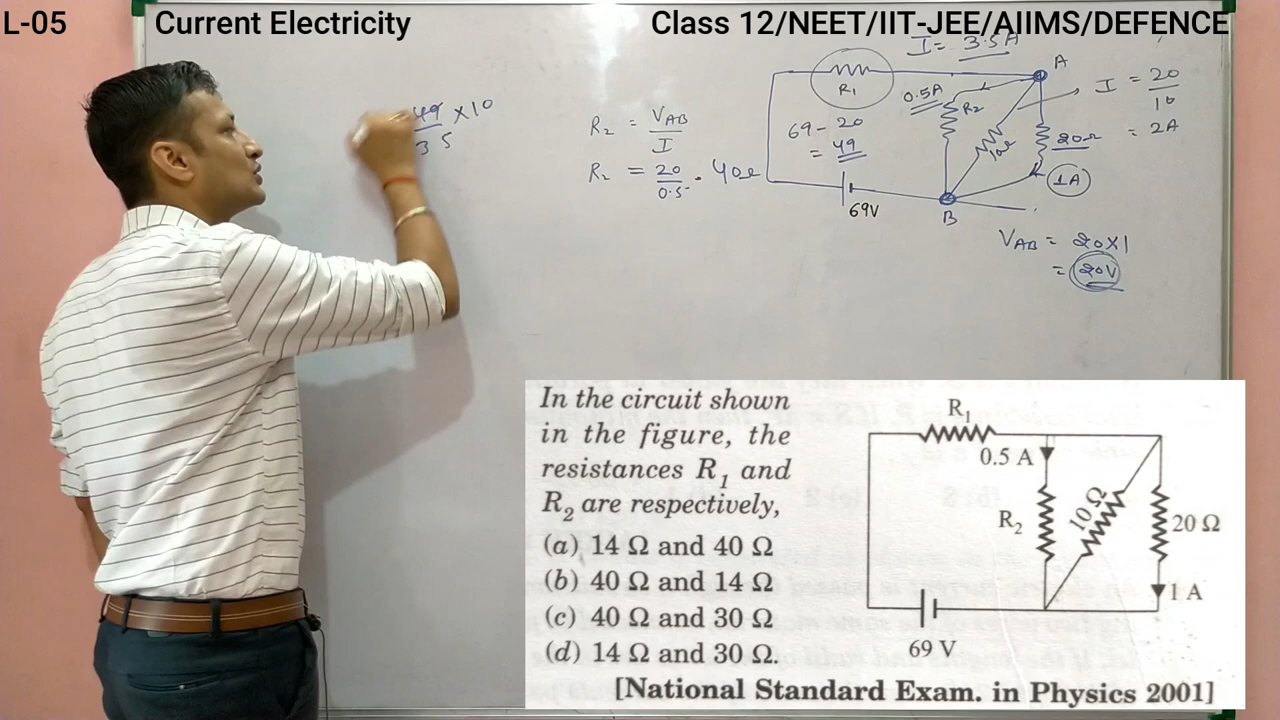 L-05 Current Electricity Class 12/NEET/IIT-JEE/AIIMS/DEFENCE
I = 3.5A
A
R1
0.5A
R2
I = 20
10
= 2A
49 × 10
35
R2 = VAB
I
69 - 20
= 49
10Ω
20Ω
R2 = 20
0.5
40Ω
1A
69V
B
VAB = 20×1
= 20V
In the circuit shown
in the figure, the
resistances R1 and
R2 are respectively,
(a) 14 Ω and 40 Ω
(b) 40 Ω and 14 Ω
(c) 40 Ω and 30 Ω
(d) 14 Ω and 30 Ω.
R1
0.5 A
R2
10 Ω
20 Ω
1 A
69 V
[National Standard Exam. in Physics 2001]